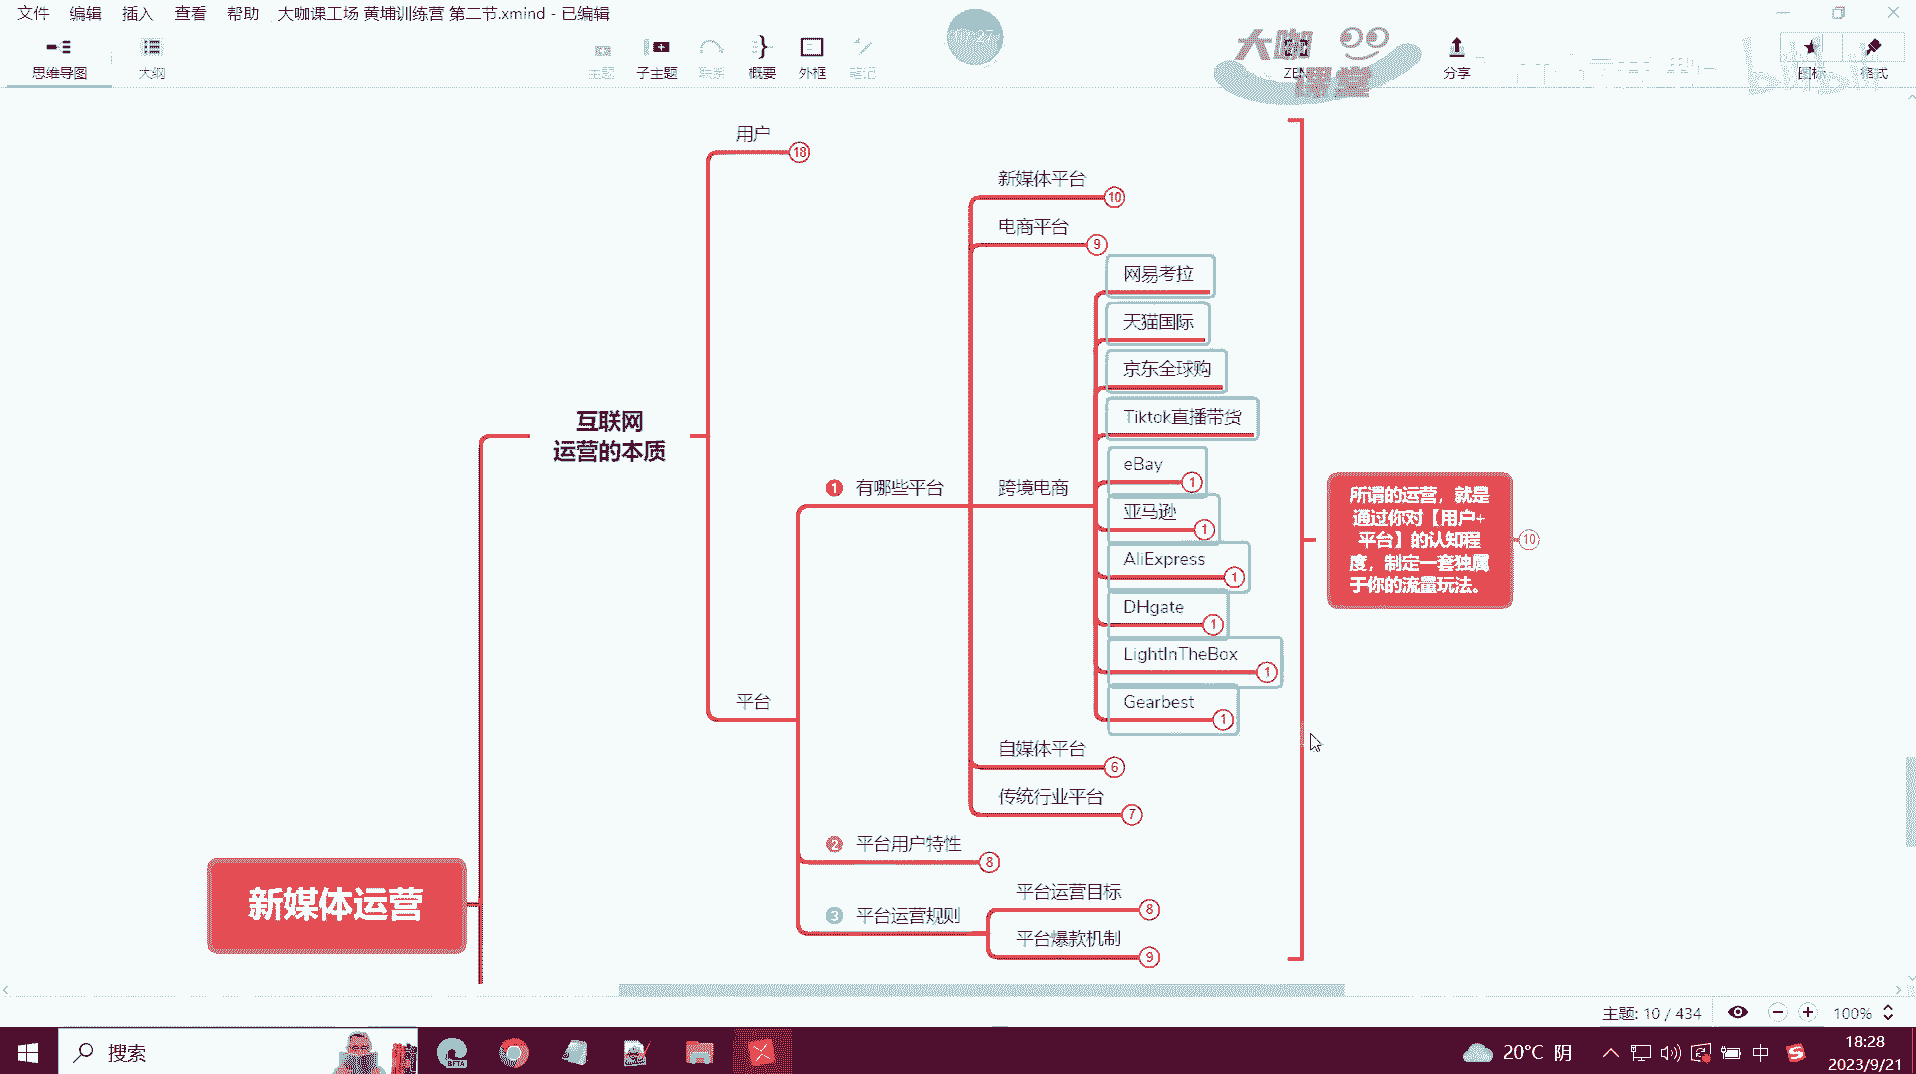 文件 编辑 插入 查看 帮助 大咖课工场 黄埔训练营 第二节.xmind - 已编辑
思维导图 大纲 主题 子主题 联系 概要 外框 笔记 ZEN 分享 图标 格式
大咖
课堂
bilibili
用户
18
新媒体平台
10
电商平台
9
网易考拉
天猫国际
京东全球购
Tiktok直播带货
互联网
运营的本质
eBay
1
1 有哪些平台
跨境电商
亚马逊
1
AliExpress
1
DHgate
1
LightInTheBox
1
Gearbest
1
所谓的运营，就是
通过你对【用户+
平台】的认知程
度，制定一套独属
于你的流量玩法。
10
平台
自媒体平台
6
传统行业平台
7
2 平台用户特性
8
新媒体运营
3 平台运营规则
平台运营目标
8
平台爆款机制
9
主题: 10 / 434
100%
搜索
BETA
20°C 阴
中
18:28
2023/9/21